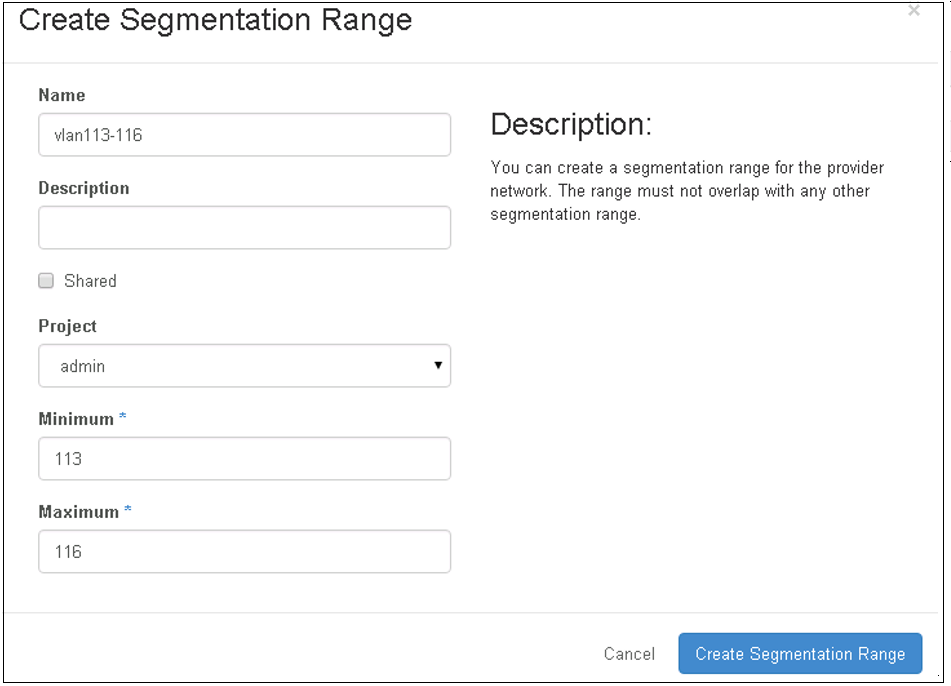 Create Segmentation Range
×
Name
vlan113-116
Description
Shared
Project
admin
Minimum *
113
Maximum *
116
Description:
You can create a segmentation range for the provider
network. The range must not overlap with any other
segmentation range.
Cancel
Create Segmentation Range